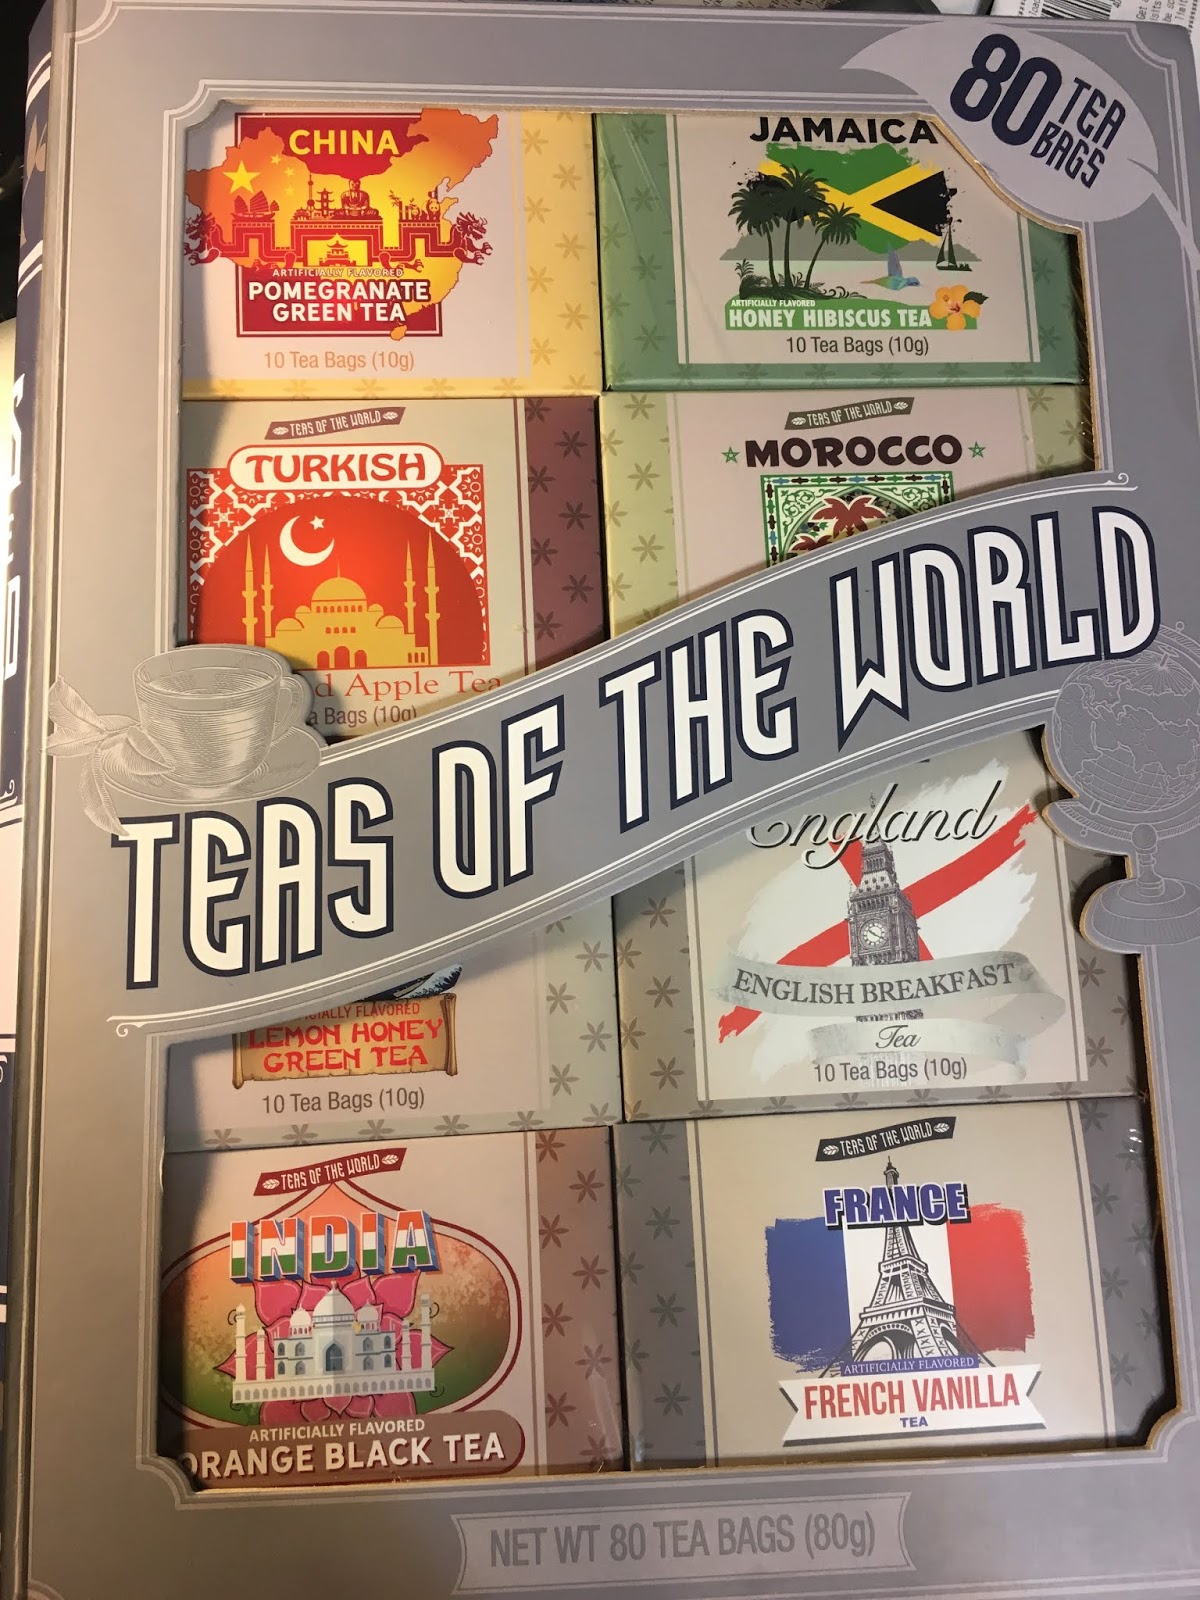 80 TEA
BAGS
CHINA
ARTIFICIALLY FLAVORED
POMEGRANATE
GREEN TEA
10 Tea Bags (10g)
JAMAICA
ARTIFICIALLY FLAVORED
HONEY HIBISCUS TEA
10 Tea Bags (10g)
TEAS OF THE WORLD
TURKISH
d Apple Tea
a Bags (10g)
TEAS OF THE WORLD
MOROCCO
TEAS OF THE WORLD
CIALLY FLAVORED
LEMON HONEY
GREEN TEA
10 Tea Bags (10g)
England
ENGLISH BREAKFAST
Tea
10 Tea Bags (10g)
TEAS OF THE WORLD
INDIA
ARTIFICIALLY FLAVORED
ORANGE BLACK TEA
TEAS OF THE WORLD
FRANCE
ARTIFICIALLY FLAVORED
FRENCH VANILLA
TEA
NET WT 80 TEA BAGS (80g)